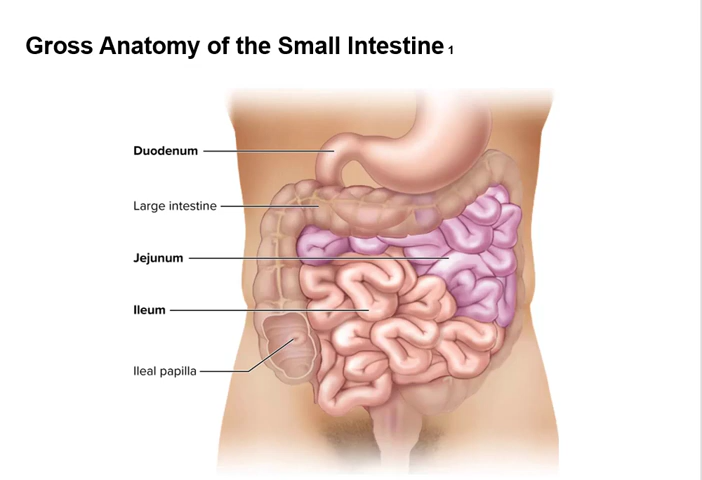 Gross Anatomy of the Small Intestine 1
Duodenum
Large intestine
Jejunum
Ileum
Ileal papilla